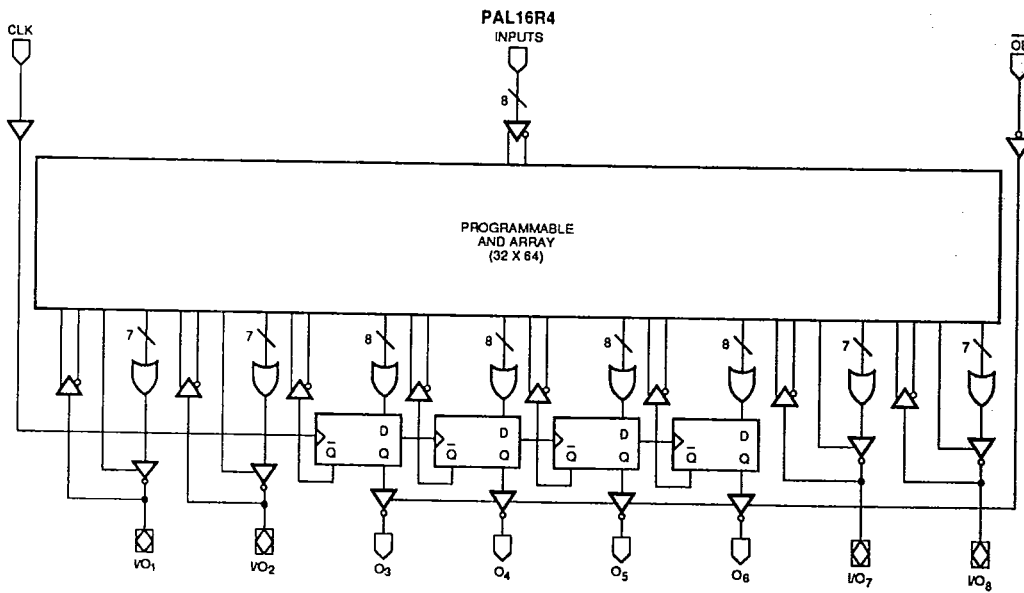 PAL16R4
CLK
INPUTS
8
PROGRAMMABLE
AND ARRAY
(32 X 64)
7 7 8 8 8 8 7 7
D D D D
Q̅ Q Q̅ Q Q̅ Q Q̅ Q
I/O₁ I/O₂ O₃ O₄ O₅ O₆ I/O₇ I/O₈